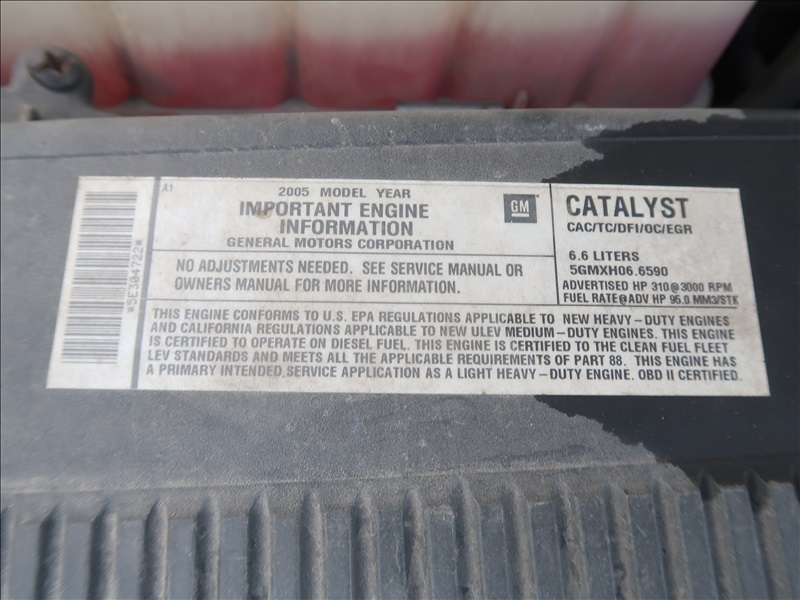 A1
2005 MODEL YEAR
IMPORTANT ENGINE
INFORMATION
GENERAL MOTORS CORPORATION
GM
NO ADJUSTMENTS NEEDED. SEE SERVICE MANUAL OR
OWNERS MANUAL FOR MORE INFORMATION.
CATALYST
CAC/TC/DFI/OC/EGR
6.6 LITERS
5GMXH06.6590
ADVERTISED HP 310@3000 RPM
FUEL RATE@ADV HP 95.0 MM3/STK
THIS ENGINE CONFORMS TO U.S. EPA REGULATIONS APPLICABLE TO NEW HEAVY-DUTY ENGINES
AND CALIFORNIA REGULATIONS APPLICABLE TO NEW ULEV MEDIUM-DUTY ENGINES. THIS ENGINE IS
CERTIFIED TO OPERATE ON DIESEL FUEL. THIS ENGINE IS CERTIFIED TO THE CLEAN FUEL FLEET
LEV STANDARDS AND MEETS ALL THE APPLICABLE REQUIREMENTS OF PART 88. THIS ENGINE HAS
A PRIMARY INTENDED SERVICE APPLICATION AS A LIGHT HEAVY-DUTY ENGINE. OBD II CERTIFIED.
*5E304722*